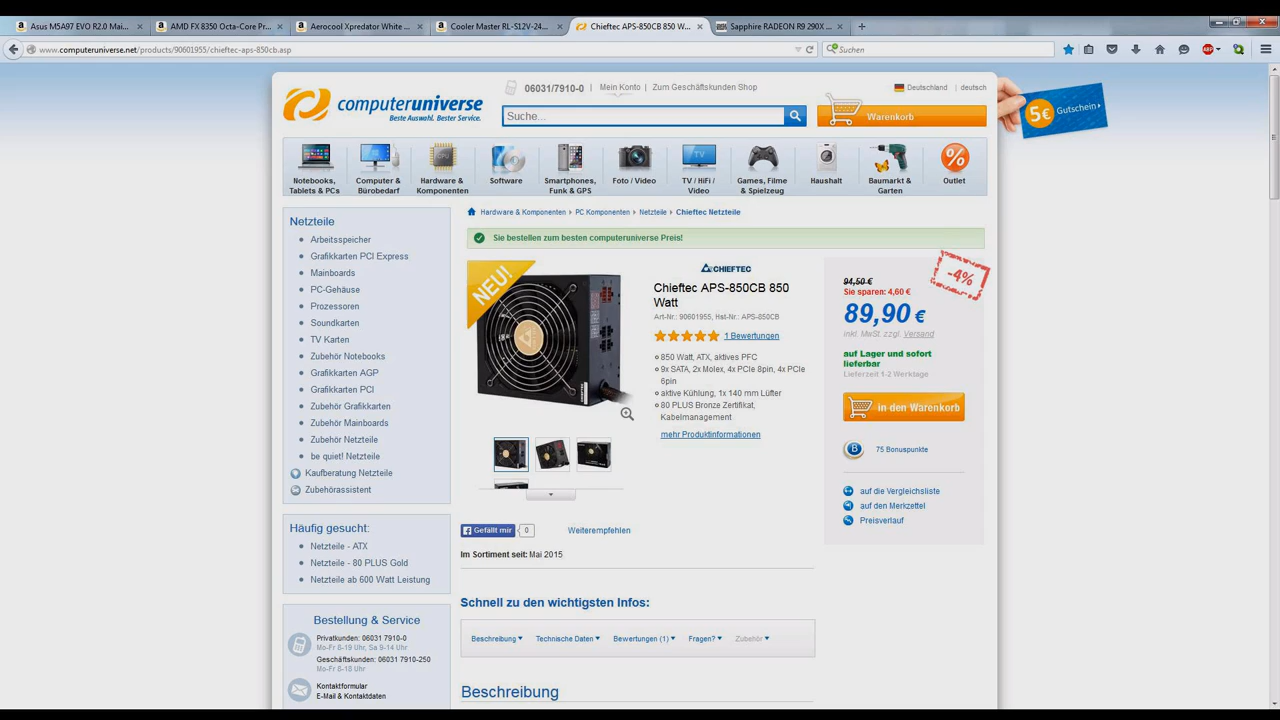 Asus M5A97 EVO R2.0 Mai...
AMD FX 8350 Octa-Core Pr...
Aerocool Xpredator White ...
Cooler Master RL-S12V-24...
Chieftec APS-850CB 850 W...
Sapphire RADEON R9 290X ...
www.computeruniverse.net/products/90601955/chieftec-aps-850cb.asp
Suchen
ABP
computeruniverse
Beste Auswahl. Bester Service.
06031/7910-0
Mein Konto
Zum Geschäftskunden Shop
Deutschland
deutsch
Suche...
Warenkorb
5€ Gutschein
Notebooks, Tablets & PCs
Computer & Bürobedarf
Hardware & Komponenten
Software
Smartphones, Funk & GPS
Foto / Video
TV / HiFi / Video
Games, Filme & Spielzeug
Haushalt
Baumarkt & Garten
Outlet
Netzteile
Arbeitsspeicher
Grafikkarten PCI Express
Mainboards
PC-Gehäuse
Prozessoren
Soundkarten
TV Karten
Zubehör Notebooks
Grafikkarten AGP
Grafikkarten PCI
Zubehör Grafikkarten
Zubehör Mainboards
Zubehör Netzteile
be quiet! Netzteile
Kaufberatung Netzteile
Zubehörassistent
Häufig gesucht:
Netzteile - ATX
Netzteile - 80 PLUS Gold
Netzteile ab 600 Watt Leistung
Bestellung & Service
Privatkunden: 06031 7910-0
Mo-Fr 8-19 Uhr, Sa 9-14 Uhr
Geschäftskunden: 06031 7910-250
Mo-Fr 8-18 Uhr
Kontaktformular
E-Mail & Kontaktdaten
Hardware & Komponenten
PC Komponenten
Netzteile
Chieftec Netzteile
Sie bestellen zum besten computeruniverse Preis!
NEU!
CHIEFTEC
Chieftec APS-850CB 850
Watt
Art-Nr.: 90601955, Hst-Nr.: APS-850CB
1 Bewertungen
850 Watt, ATX, aktives PFC
9x SATA, 2x Molex, 4x PCIe 8pin, 4x PCIe
6pin
aktive Kühlung, 1x 140 mm Lüfter
80 PLUS Bronze Zertifikat,
Kabelmanagement
mehr Produktinformationen
Gefällt mir
0
Weiterempfehlen
Im Sortiment seit: Mai 2015
Schnell zu den wichtigsten Infos:
Beschreibung
Technische Daten
Bewertungen (1)
Fragen?
Zubehör
Beschreibung
-4%
94,50 €
Sie sparen: 4,60 €
89,90 €
inkl. MwSt. zzgl. Versand
auf Lager und sofort
lieferbar
Lieferzeit 1-2 Werktage
In den Warenkorb
B
75 Bonuspunkte
auf die Vergleichsliste
auf den Merkzettel
Preisverlauf